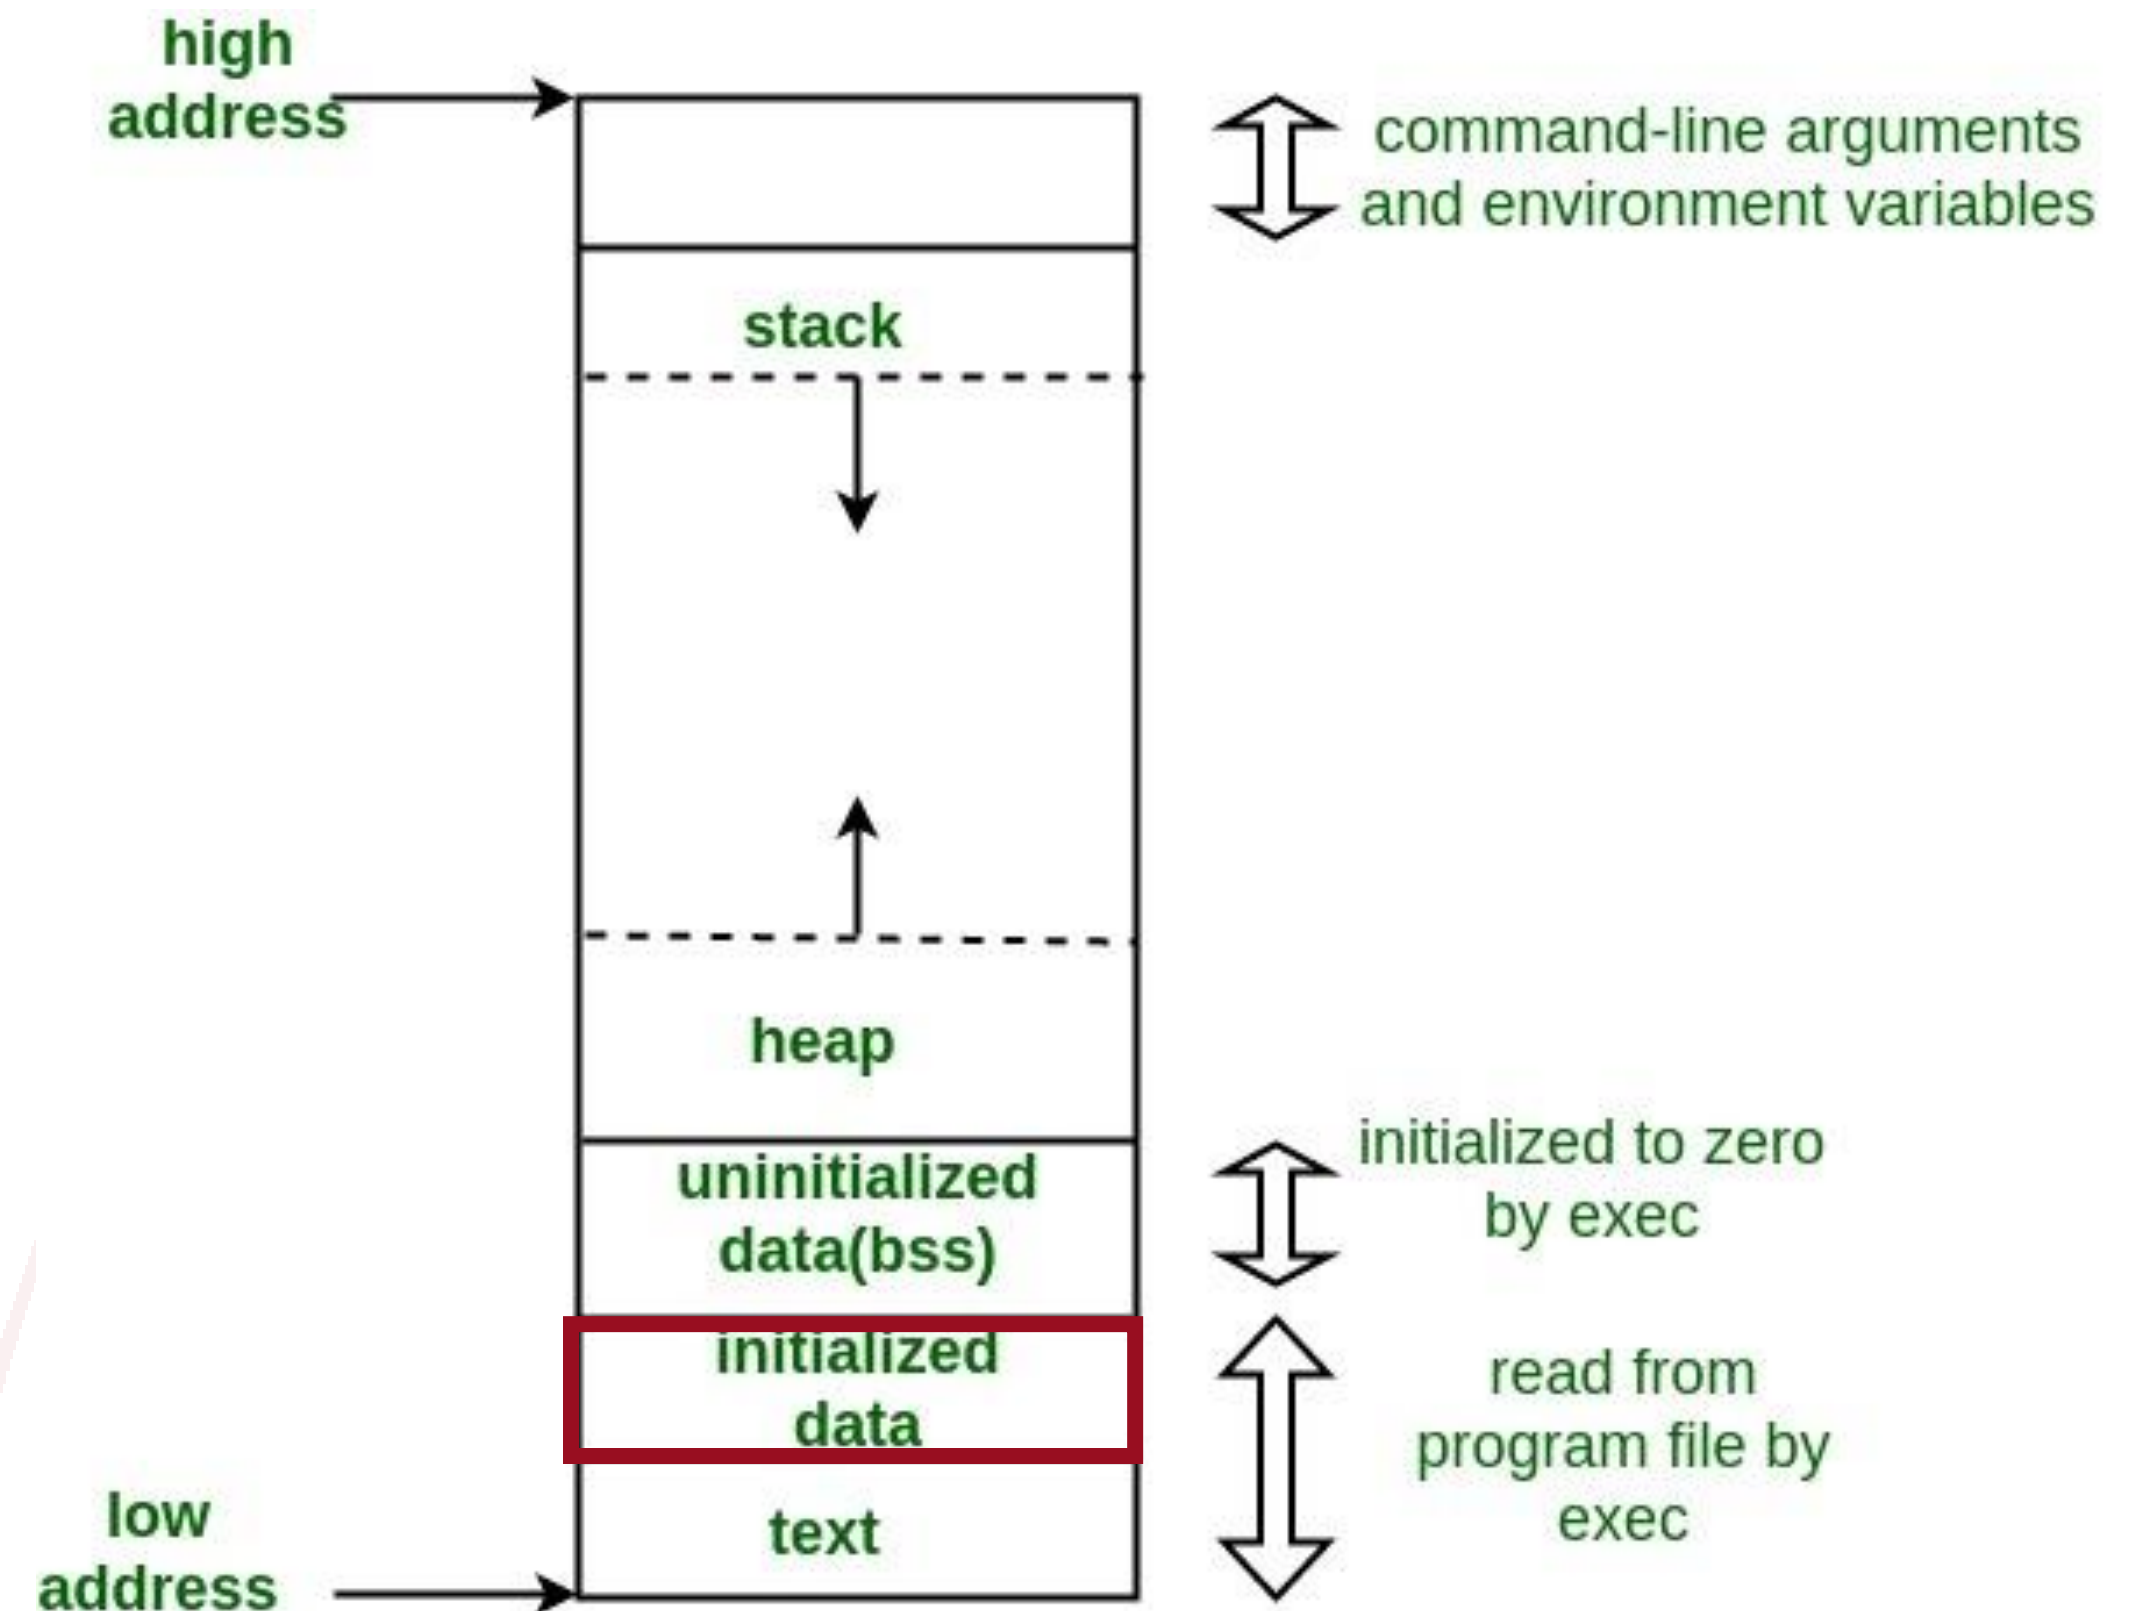 high
address
command-line arguments
and environment variables
stack
heap
uninitialized
data(bss)
initialized to zero
by exec
initialized
data
read from
program file by
exec
text
low
address